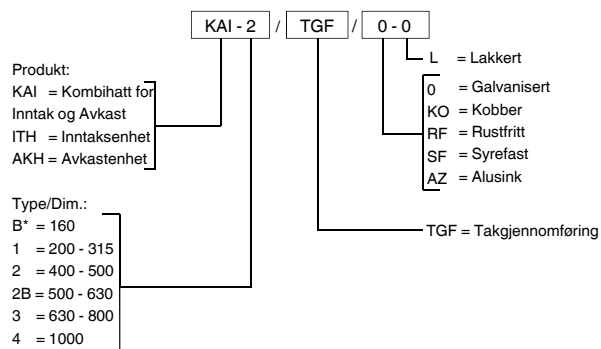 KAI - 2 / TGF / 0 - 0
L = Lakkert
Produkt:
KAI = Kombihatt for
Inntak og Avkast
ITH = Inntaksenhet
AKH = Avkastenhet
0 = Galvanisert
KO = Kobber
RF = Rustfritt
SF = Syrefast
AZ = Alusink
Type/Dim.:
B* = 160
1 = 200 - 315
2 = 400 - 500
2B = 500 - 630
3 = 630 - 800
4 = 1000
TGF = Takgjennomføring